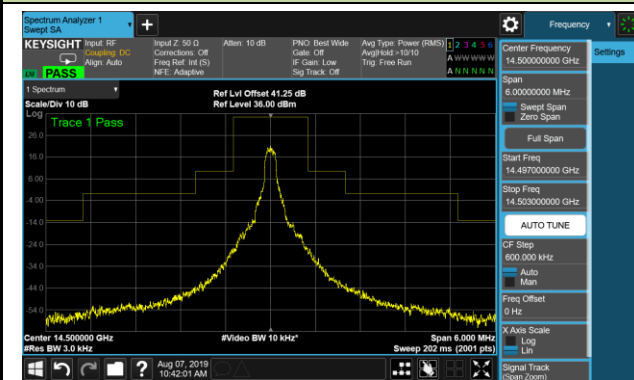 Spectrum Analyzer 1
Swept SA
+
Frequency
KEYSIGHT
Input: RF
Coupling: DC
Align: Auto
PASS
Input Z: 50 Ω
Corrections: Off
Freq Ref: Int (S)
NFE: Adaptive
Atten: 10 dB
PNO: Best Wide
Gate: Off
IF Gain: Low
Sig Track: Off
Avg Type: Power (RMS)
Avg|Hold:>10/10
Trig: Free Run
1 2 3 4 5 6
A W W W W W
A N N N N N
1 Spectrum
Scale/Div 10 dB
Ref Lvl Offset 41.25 dB
Ref Level 36.00 dBm
Log
Trace 1 Pass
26.0
16.0
6.00
-4.00
-14.0
-24.0
-34.0
-44.0
-54.0
Center 14.500000 GHz
#Res BW 3.0 kHz
#Video BW 10 kHz*
Span 6.000 MHz
Sweep 202 ms (2001 pts)
Center Frequency
14.500000000 GHz
Span
6.00000000 MHz
Swept Span
Zero Span
Full Span
Start Freq
14.497000000 GHz
Stop Freq
14.503000000 GHz
AUTO TUNE
CF Step
600.000 kHz
Auto
Man
Freq Offset
0 Hz
X Axis Scale
Log
Lin
Signal Track
(Span Zoom)
Settings
?
Aug 07, 2019
10:42:01 AM